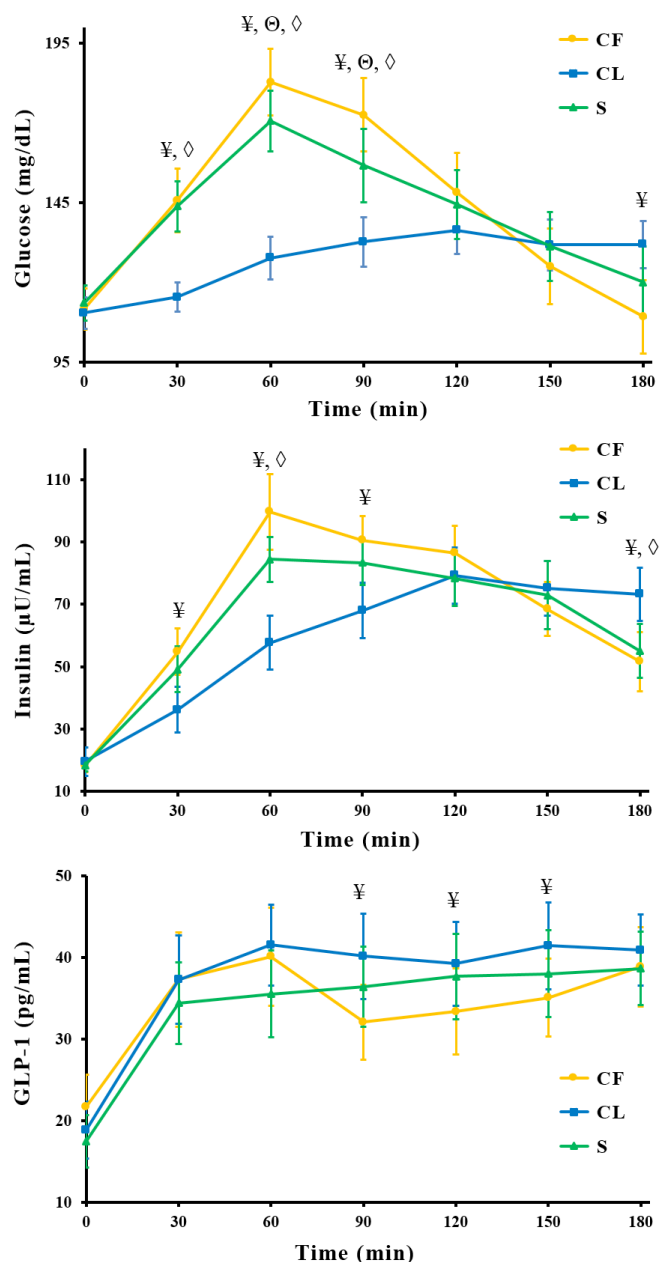 Glucose (mg/dL)
195
145
95
¥, ◊
¥, Θ, ◊
¥, Θ, ◊
¥
CF
CL
S
0 30 60 90 120 150 180
Time (min)
Insulin (µU/mL)
110
90
70
50
30
10
¥
¥, ◊
¥
¥, ◊
CF
CL
S
0 30 60 90 120 150 180
Time (min)
GLP-1 (pg/mL)
50
40
30
20
10
¥
¥
¥
CF
CL
S
0 30 60 90 120 150 180
Time (min)